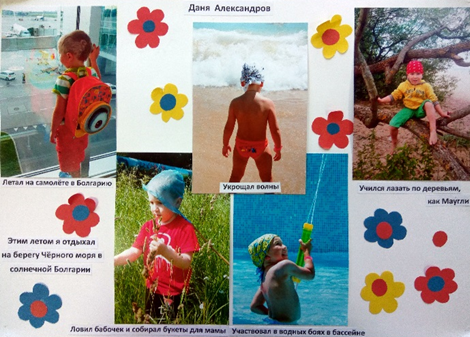 Даня Александров
Летал на самолёте в Болгарию
Укрощал волны
Учился лазать по деревьям,
как Маугли
Этим летом я отдыхал
на берегу Чёрного моря в
солнечной Болгарии
Ловил бабочек и собирал букеты для мамы
Участвовал в водных боях в бассейне